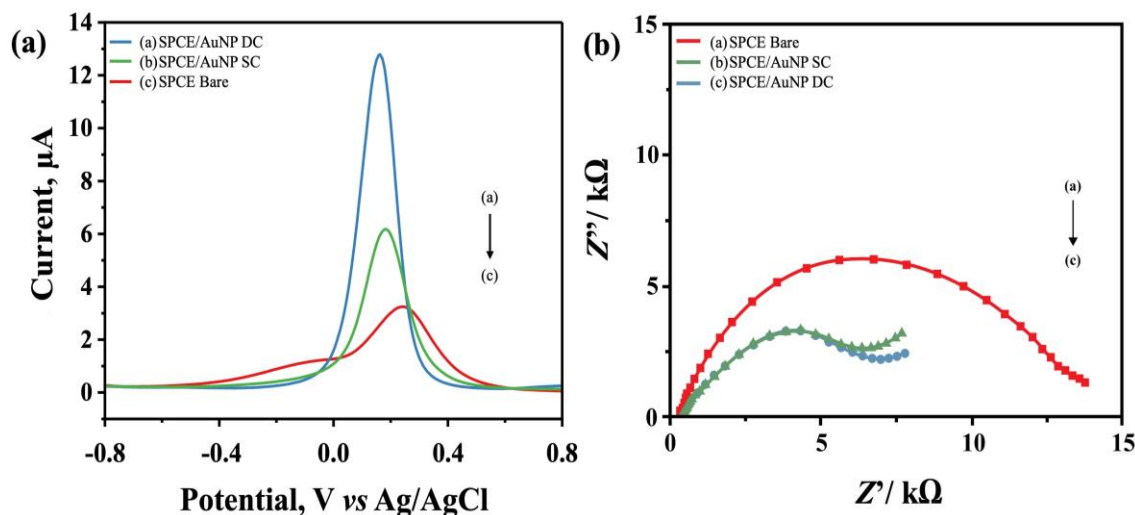 (a)
(a) SPCE/AuNP DC
(b) SPCE/AuNP SC
(c) SPCE Bare
14
12
10
8
6
4
2
0
Current, µA
(a)
(c)
-0.8
-0.4
0.0
0.4
0.8
Potential, V vs Ag/AgCl
(b)
(a) SPCE Bare
(b) SPCE/AuNP SC
(c) SPCE/AuNP DC
15
10
5
0
Z''/ kΩ
(a)
(c)
0
5
10
15
Z'/ kΩ